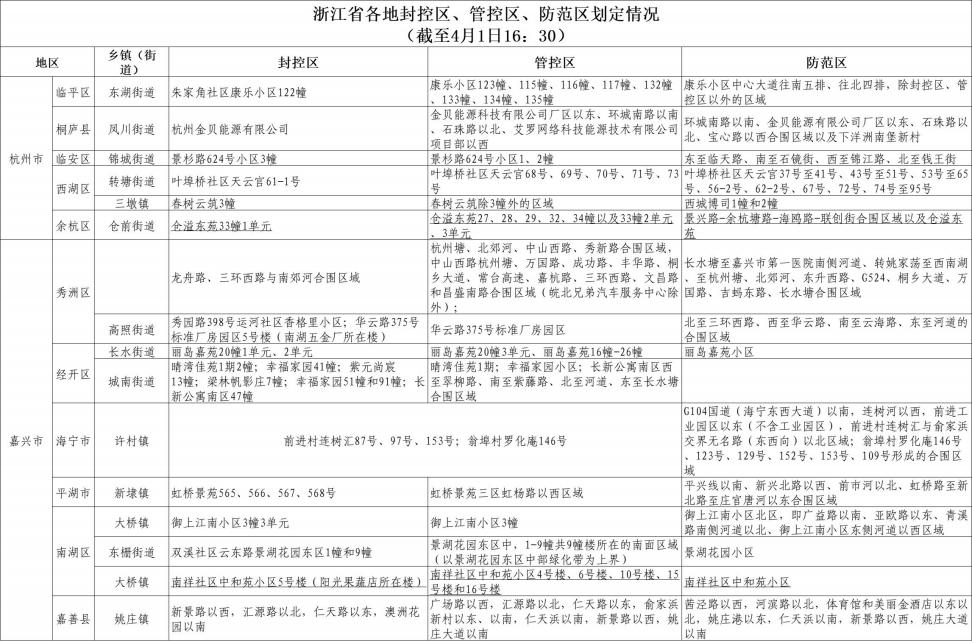 浙江省各地封控区、管控区、防范区划定情况
（截至4月1日16：30）
地区
乡镇（街
道）
封控区
管控区
防范区
杭州市
临平区
东湖街道
朱家角社区康乐小区122幢
康乐小区123幢、115幢、116幢、117幢、132幢
、133幢、134幢、135幢
康乐小区中心大道往南五排、往北四排，除封控区、管
控区以外的区域
桐庐县
凤川街道
杭州金贝能源有限公司
金贝能源科技有限公司厂区以东、环城南路以南
、石珠路以北、艾罗网络科技能源技术有限公司
项目部以西
环城南路以南、金贝能源有限公司厂区以东、石珠路以
北、宝心路以西合围区域以及下洋洲南堡新村
临安区
锦城街道
景杉路624号小区3幢
景杉路624号小区1、2幢
东至临天路、南至石镜街、西至锦江路、北至钱王街
西湖区
转塘街道
叶埠桥社区天云官61-1号
叶埠桥社区天云官68号、69号、70号、71号、73
号
叶埠桥社区天云官37号至41号、43号至51号、53号至65
号、56-2号、62-2号、67号、72号、74号至95号
三墩镇
春树云筑3幢
春树云筑除3幢外的区域
西城博司1幢和2幢
余杭区
仓前街道
仓溢东苑33幢1单元
仓溢东苑27、28、29、32、34幢以及33幢2单元
、3单元
景兴路-余杭塘路-海鸥路-联创街合围区域以及仓溢东
苑
嘉兴市
秀洲区
龙舟路、三环西路与南郊河合围区域
杭州塘、北郊河、中山西路、秀新路合围区域，
中山西路杭州塘、万国路、成功路、丰华路、桐
乡大道、常台高速、嘉杭路、三环西路、文昌路
和昌盛南路合围区域（皖北兄弟汽车服务中心除
外）；
长水塘至嘉兴市第一医院南侧河道、转姚家荡至西南湖
、至杭州塘、北郊河、东升西路、G524、桐乡大道、万
国路、吉蚂东路、长水塘合围区域
高照街道
秀园路398号运河社区香格里小区；华云路375号
标准厂房园区5号楼（南湖五金厂所在楼）
华云路375号标准厂房园区
北至三环西路、西至华云路、南至云海路、东至河道的
合围区域
经开区
长水街道
丽岛嘉苑20幢1单元、2单元
丽岛嘉苑20幢3单元、丽岛嘉苑16幢-26幢
丽岛嘉苑小区
城南街道
晴湾佳苑1期2幢；幸福家园41幢；紫元尚宸
13幢；梁林帆影庄7幢；幸福家园51幢和91幢；长
新公寓南区47幢
晴湾佳苑1期；幸福家园小区；长新公寓南区西
至翠柳路、南至紫藤路、北至河道、东至长水塘
合围区域
海宁市
许村镇
前进村连树汇87号、97号、153号；翁埠村罗化庵146号
G104国道（海宁东西大道）以南，连树河以西，前进工
业园区以东（不含工业园区），前进村连树汇与俞家浜
交界无名路（东西向）以北区域；翁埠村罗化庵146号
、123号、129号、152号、153号、109号形成的合围区
域
平湖市
新埭镇
虹桥景苑565、566、567、568号
虹桥景苑三区虹杨路以西区域
平兴线以南、新兴北路以西、前市河以北、虹桥路至新
北路至庄官唐河以东合围区域
南湖区
大桥镇
御上江南小区3幢3单元
御上江南小区3幢
御上江南小区北区，即广益路以南、亚欧路以东、青溪
路南侧河道以北、御上江南小区东侧河道以西区域
东栅街道
双溪社区云东路景湖花园东区1幢和9幢
景湖花园东区中，1-9幢共9幢楼所在的南面区域
（以景湖花园东区中部绿化带为上界）
景湖花园小区
大桥镇
南祥社区中和苑小区5号楼（阳光果蔬店所在楼）
南祥社区中和苑小区4号楼、6号楼、10号楼、15
号楼和16号楼
南祥社区中和苑小区
嘉善县
姚庄镇
新景路以西，汇源路以北，仁天路以东，澳洲花
园以南
广场路以西，汇源路以北，仁天路以东，俞家浜
新村以东、以南，仁天浜以南，新景路以西，姚
庄大道以南
茜泾路以西，河滨路以北，体育馆和美丽金酒店以东以
北，姚庄港以东，仁天浜以南，新景路以西，姚庄大道
以南